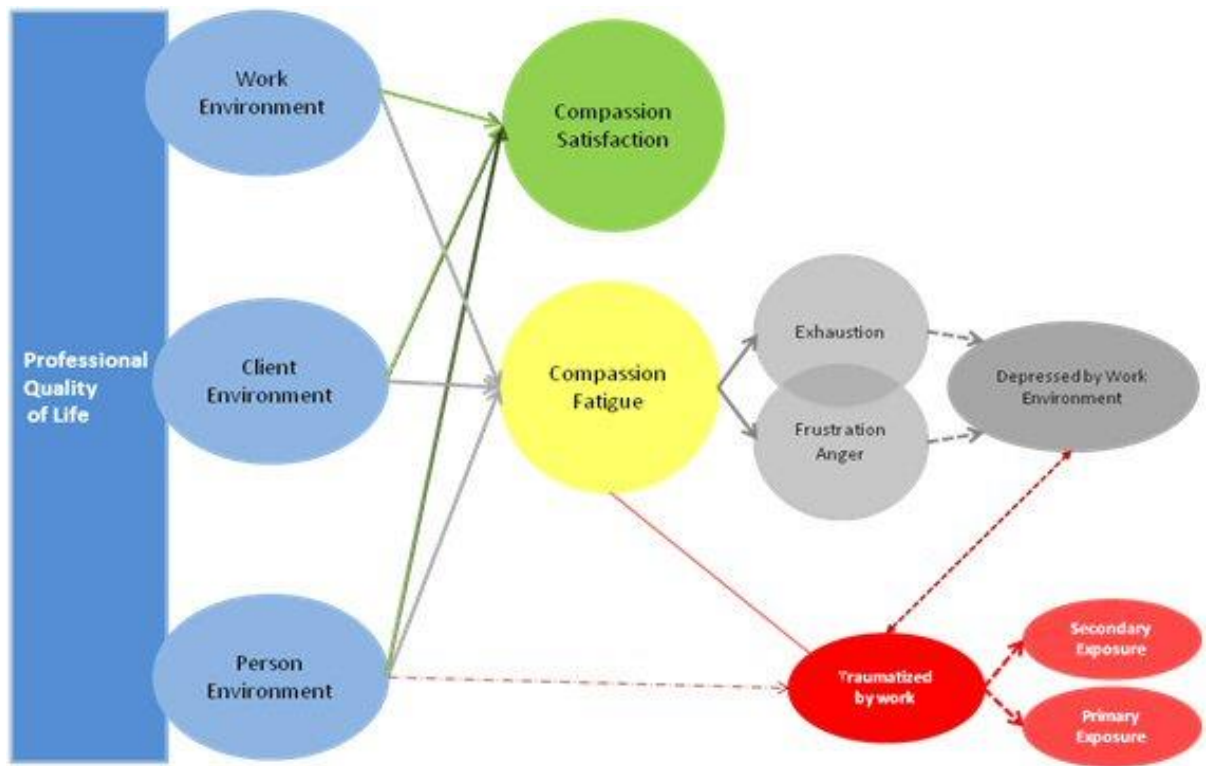 Professional
Quality
of Life
Work
Environment
Client
Environment
Person
Environment
Compassion
Satisfaction
Compassion
Fatigue
Exhaustion
Frustration
Anger
Depressed by Work
Environment
Traumatized
by work
Secondary
Exposure
Primary
Exposure